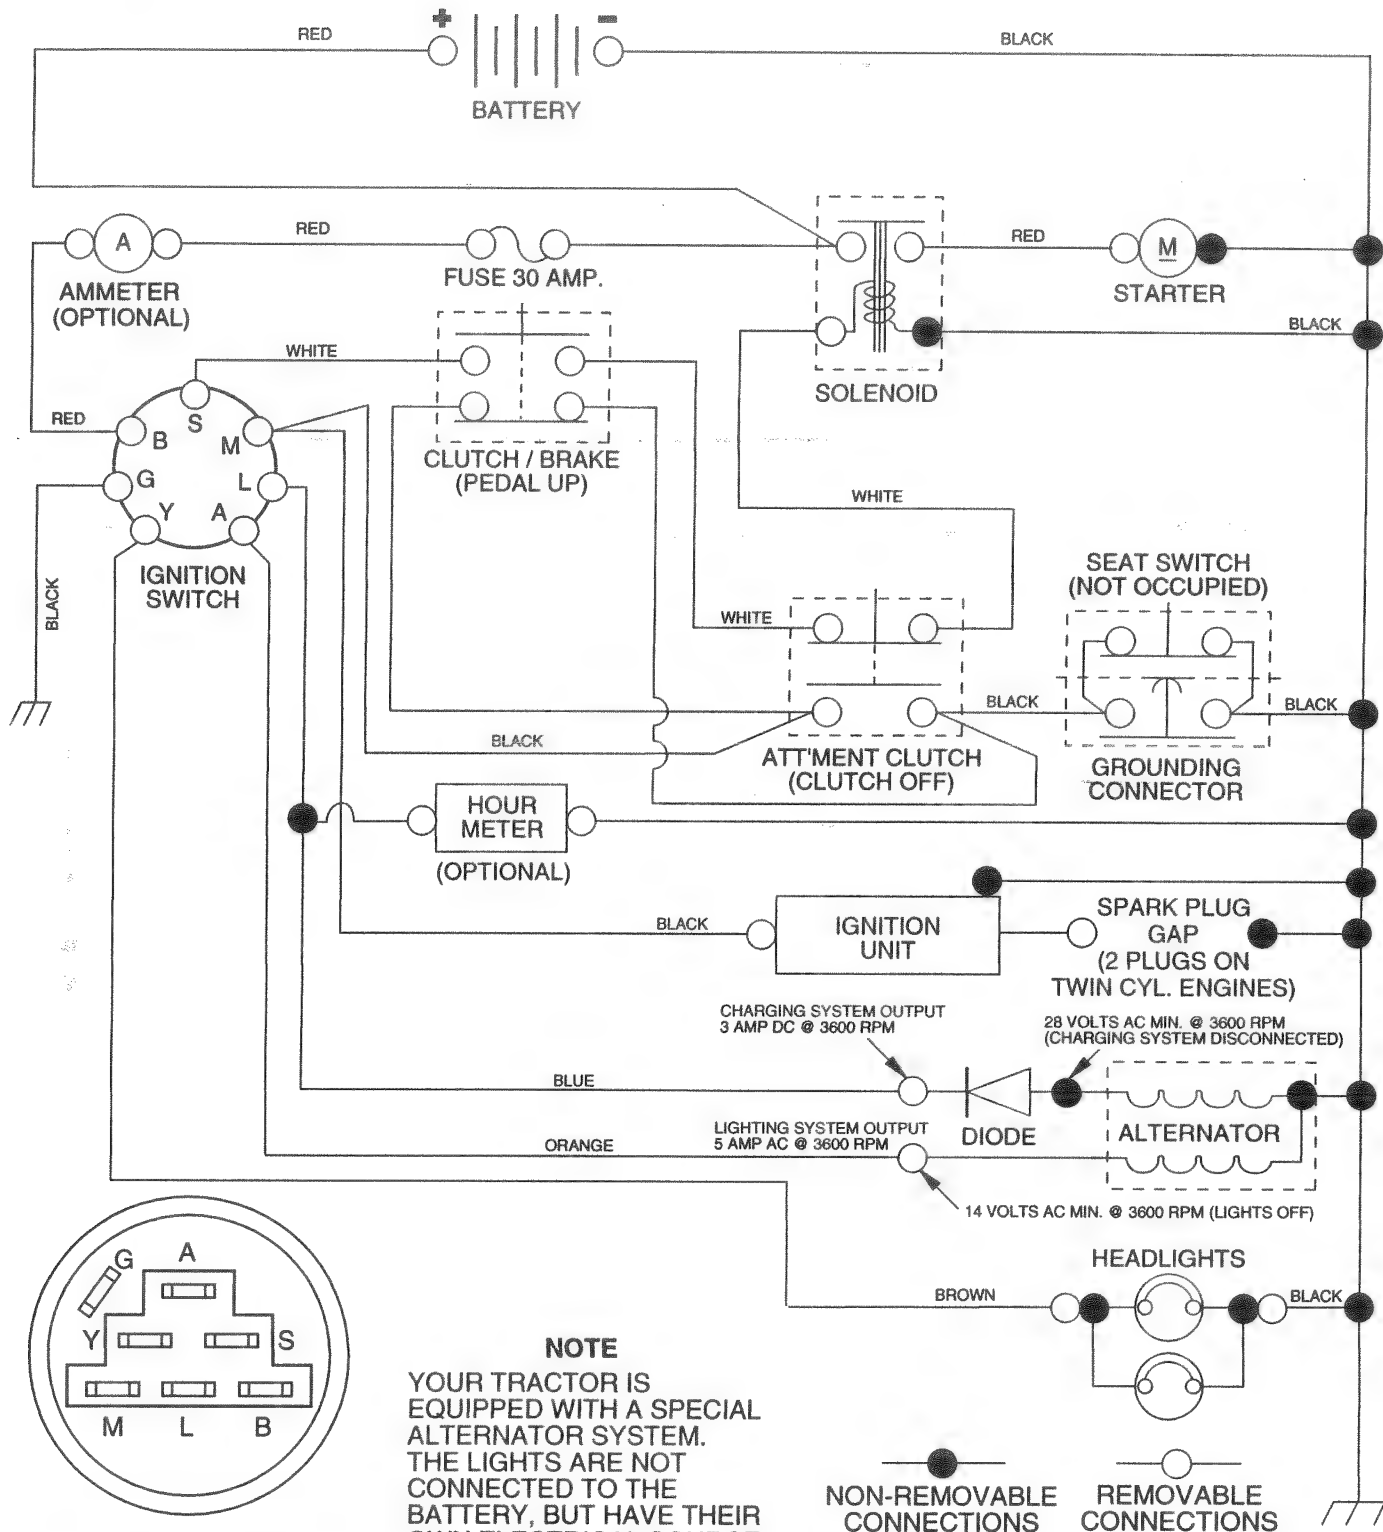 + -
RED
BLACK
BATTERY
A
RED
RED
M
AMMETER
(OPTIONAL)
FUSE 30 AMP.
STARTER
BLACK
WHITE
SOLENOID
RED
S
B
M
G
L
Y
A
CLUTCH / BRAKE
(PEDAL UP)
WHITE
IGNITION
SWITCH
BLACK
SEAT SWITCH
(NOT OCCUPIED)
WHITE
BLACK
BLACK
BLACK
ATT'MENT CLUTCH
(CLUTCH OFF)
GROUNDING
CONNECTOR
HOUR
METER
(OPTIONAL)
BLACK
IGNITION
UNIT
SPARK PLUG
GAP
(2 PLUGS ON
TWIN CYL. ENGINES)
CHARGING SYSTEM OUTPUT
3 AMP DC @ 3600 RPM
28 VOLTS AC MIN. @ 3600 RPM
(CHARGING SYSTEM DISCONNECTED)
BLUE
DIODE
ALTERNATOR
LIGHTING SYSTEM OUTPUT
5 AMP AC @ 3600 RPM
ORANGE
14 VOLTS AC MIN. @ 3600 RPM (LIGHTS OFF)
HEADLIGHTS
BROWN
BLACK
G
A
Y
S
M
L
B
NOTE
YOUR TRACTOR IS
EQUIPPED WITH A SPECIAL
ALTERNATOR SYSTEM.
THE LIGHTS ARE NOT
CONNECTED TO THE
BATTERY, BUT HAVE THEIR
NON-REMOVABLE
CONNECTIONS
REMOVABLE
CONNECTIONS